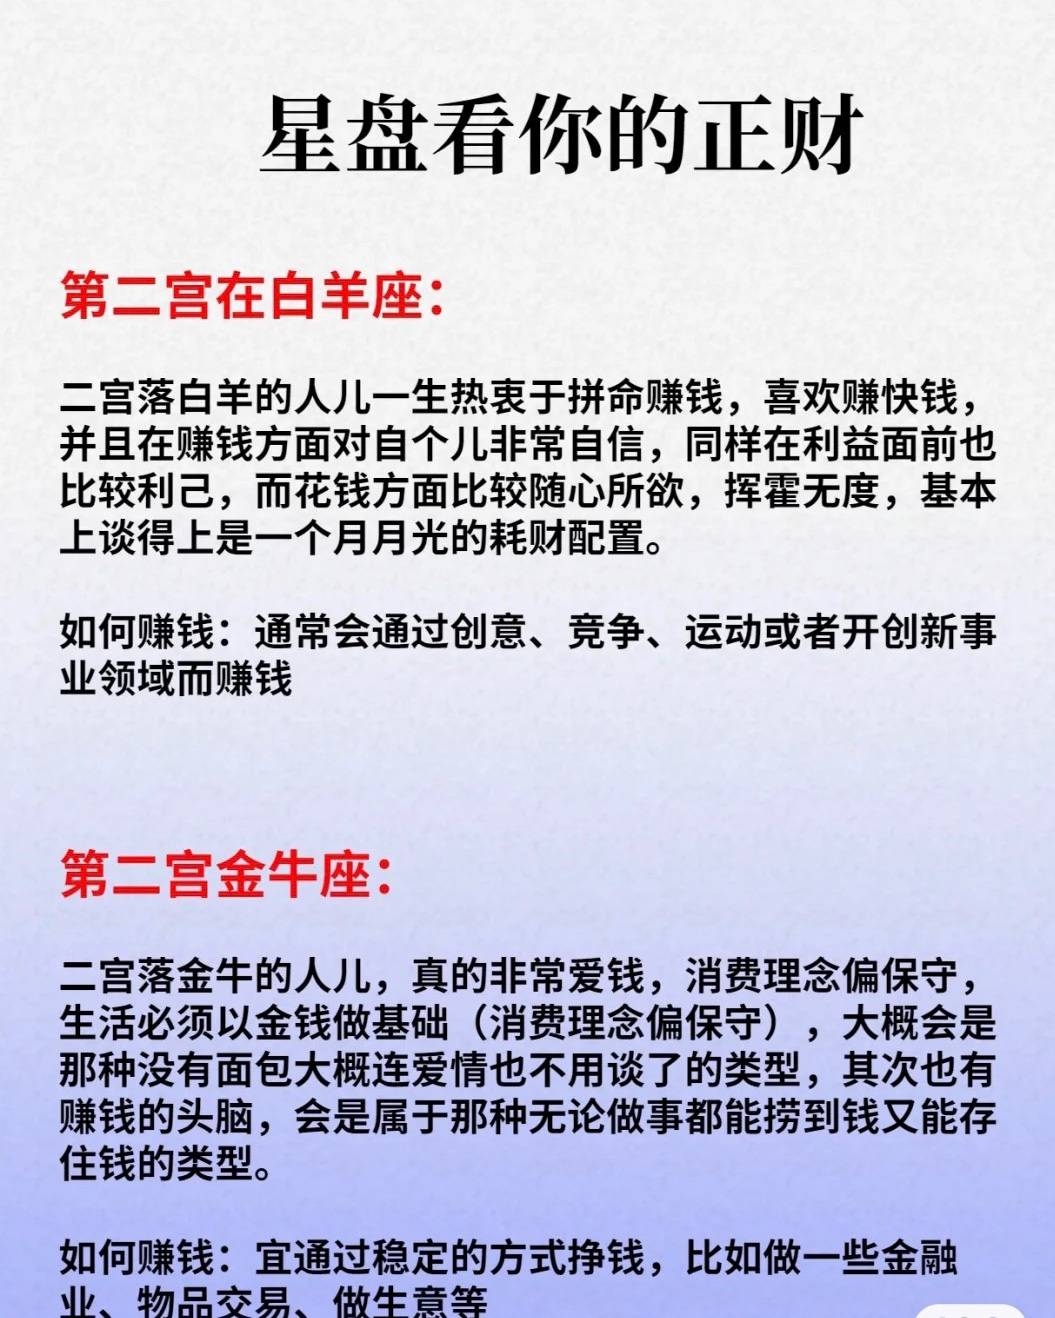 星盘看你的正财
第二宫在白羊座：
二宫落白羊的人儿一生热衷于拼命赚钱，喜欢赚快钱，
并且在赚钱方面对自个儿非常自信，同样在利益面前也
比较利己，而花钱方面比较随心所欲，挥霍无度，基本
上谈得上是一个月月光的耗财配置。
如何赚钱：通常会通过创意、竞争、运动或者开创新事
业领域而赚钱
第二宫金牛座：
二宫落金牛的人儿，真的非常爱钱，消费理念偏保守，
生活必须以金钱做基础（消费理念偏保守），大概会是
那种没有面包大概连爱情也不用谈了的类型，其次也有
赚钱的头脑，会是属于那种无论做事都能捞到钱又能存
住钱的类型。
如何赚钱：宜通过稳定的方式挣钱，比如做一些金融
业、物品交易、做生意等